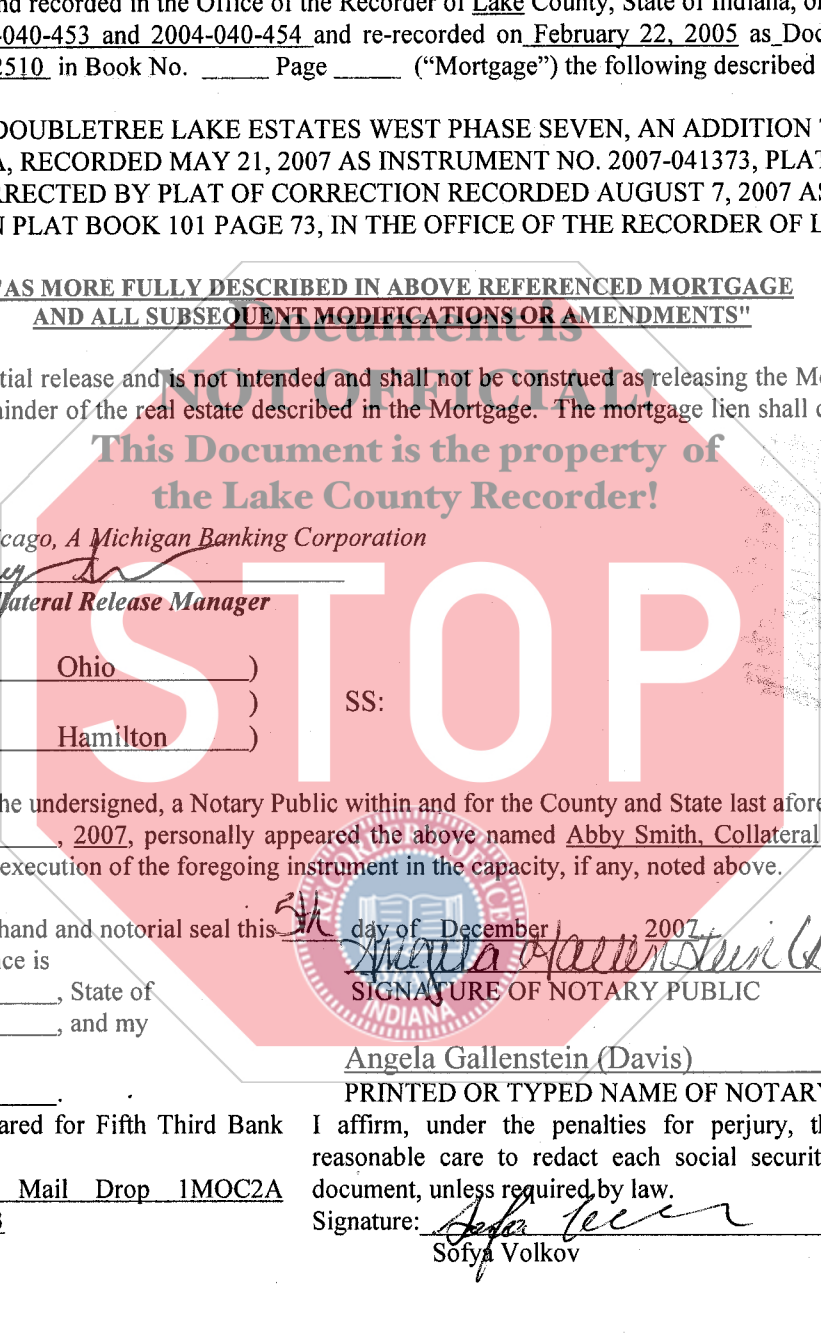 nd recorded in the Office of the Recorder of Lake County, State of Indiana, o
-040-453 and 2004-040-454 and re-recorded on February 22, 2005 as Doc
2510 in Book No. _____ Page _____ ("Mortgage") the following described
DOUBLETREE LAKE ESTATES WEST PHASE SEVEN, AN ADDITION
A, RECORDED MAY 21, 2007 AS INSTRUMENT NO. 2007-041373, PLAT
RRECTED BY PLAT OF CORRECTION RECORDED AUGUST 7, 2007 AS
N PLAT BOOK 101 PAGE 73, IN THE OFFICE OF THE RECORDER OF L
"AS MORE FULLY DESCRIBED IN ABOVE REFERENCED MORTGAGE
AND ALL SUBSEQUENT MODIFICATIONS OR AMENDMENTS"
Document is
NOT OFFICIAL!
This Document is the property of
the Lake County Recorder!
tial release and is not intended and shall not be construed as releasing the Mo
ainder of the real estate described in the Mortgage. The mortgage lien shall c
cago, A Michigan Banking Corporation
lateral Release Manager
STOP
Ohio )
) SS:
Hamilton )
he undersigned, a Notary Public within and for the County and State last afore
_____, 2007, personally appeared the above named Abby Smith, Collateral
execution of the foregoing instrument in the capacity, if any, noted above.
RECORDER'S OFFICE
INDIANA
hand and notorial seal this 5th day of December, 2007.
ce is
_____, State of
_____, and my
Angela Gallenstein
SIGNATURE OF NOTARY PUBLIC
Angela Gallenstein (Davis)
PRINTED OR TYPED NAME OF NOTARY
ared for Fifth Third Bank
Mail Drop 1MOC2A
I affirm, under the penalties for perjury, th
reasonable care to redact each social securit
document, unless required by law.
Signature:
Sofya Volkov